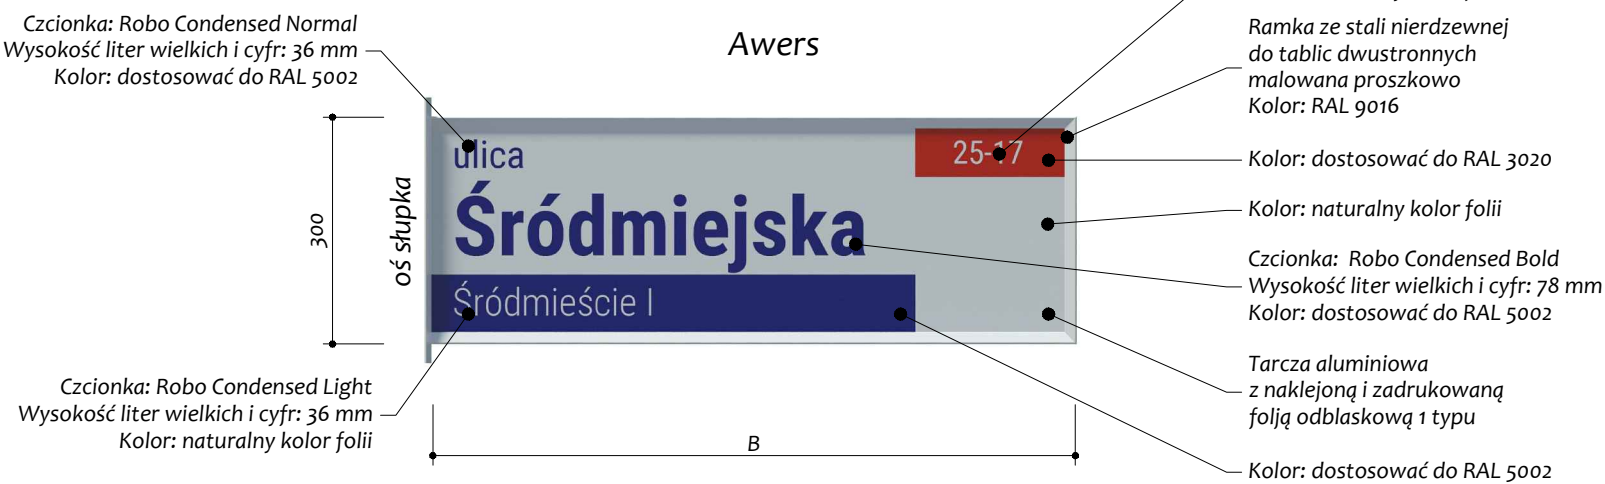 Czcionka: Robo Condensed Normal
Wysokość liter wielkich i cyfr: 36 mm
Kolor: dostosować do RAL 5002
Awers
Ramka ze stali nierdzewnej
do tablic dwustronnych
malowana proszkowo
Kolor: RAL 9016
Kolor: dostosować do RAL 3020
Kolor: naturalny kolor folii
Czcionka: Robo Condensed Bold
Wysokość liter wielkich i cyfr: 78 mm
Kolor: dostosować do RAL 5002
Tarcza aluminiowa
z naklejoną i zadrukowaną
folją odblaskową 1 typu
Kolor: dostosować do RAL 5002
300
oś słupka
ulica
25-17
Śródmiejska
Śródmieście I
Czcionka: Robo Condensed Light
Wysokość liter wielkich i cyfr: 36 mm
Kolor: naturalny kolor folii
B